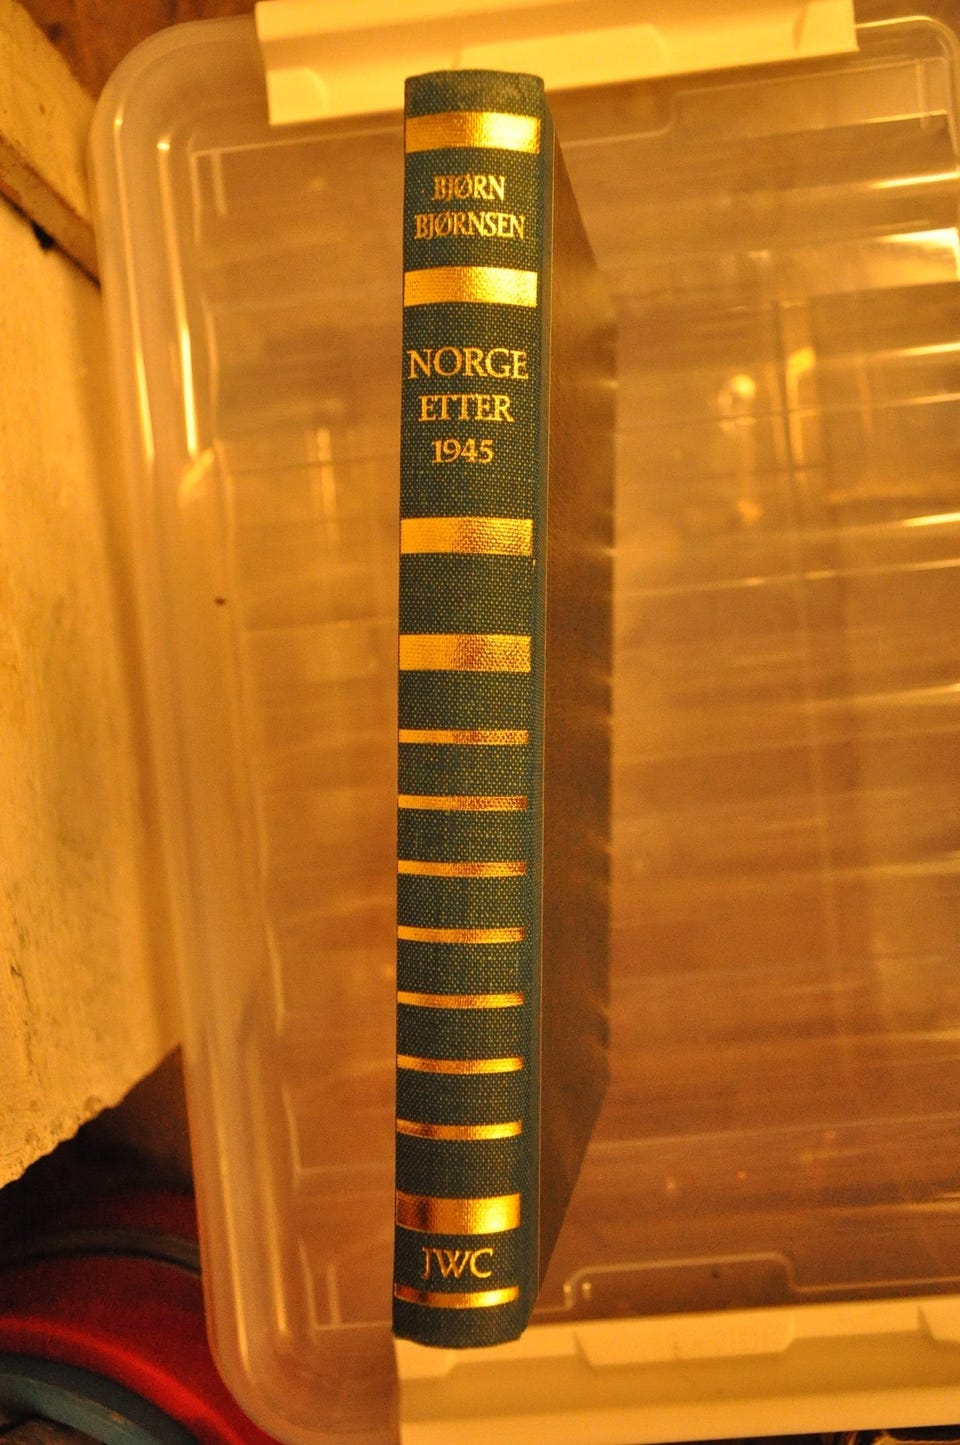 BJØRN
BJØRNSEN
NORGE
ETTER
1945
JWC